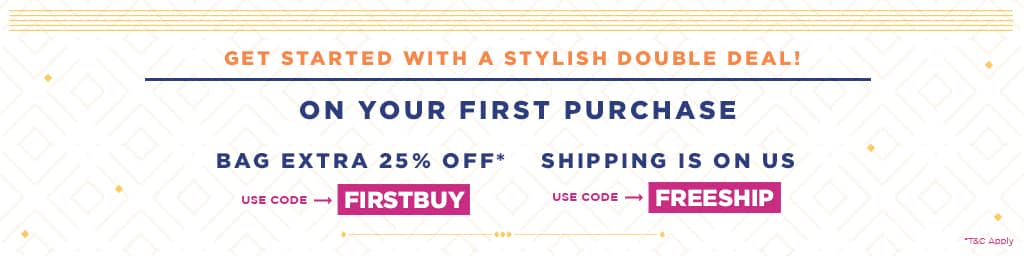 GET STARTED WITH A STYLISH DOUBLE DEAL!
ON YOUR FIRST PURCHASE
BAG EXTRA 25% OFF*
USE CODE → FIRSTBUY
SHIPPING IS ON US
USE CODE → FREESHIP
*T&C Apply